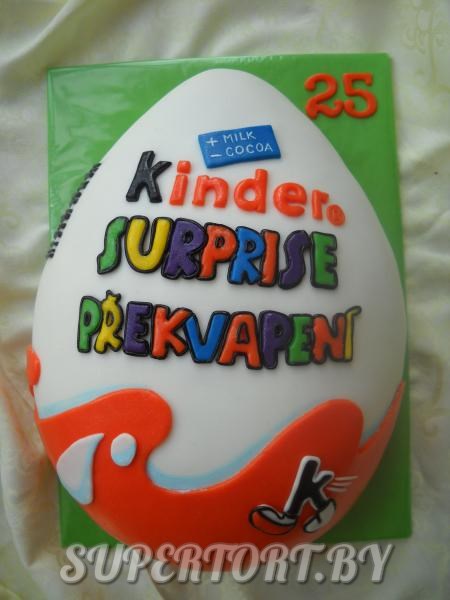 25
+ MILK
- COCOA
Kinder®
SURPRISE
PŘEKVAPENÍ
K
SUPERTORT.BY